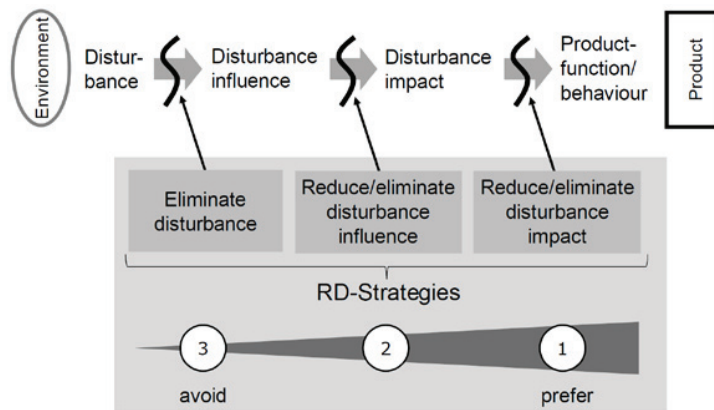 Environment
Distur-
bance
Disturbance
influence
Disturbance
impact
Product-
function/
behaviour
Product
Eliminate
disturbance
Reduce/eliminate
disturbance
influence
Reduce/eliminate
disturbance
impact
RD-Strategies
3
2
1
avoid
prefer